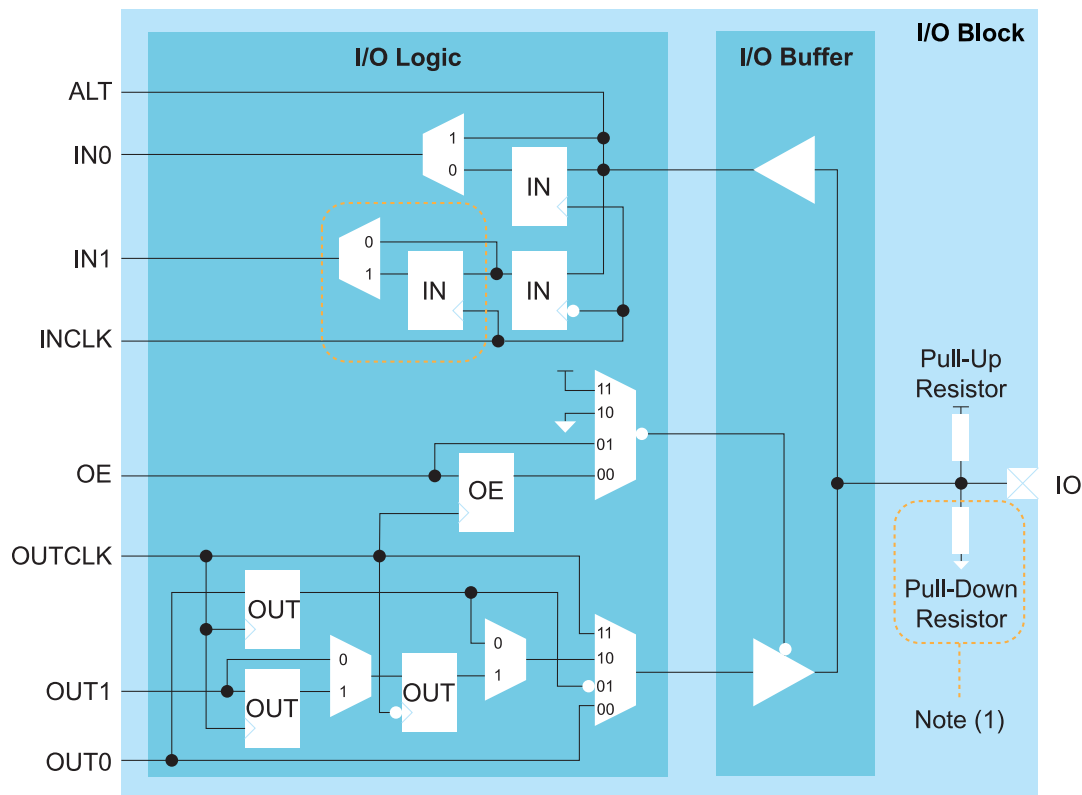 I/O Block
I/O Logic
I/O Buffer
ALT
1
IN0
0
IN
IN1
0
1
IN
IN
INCLK
Pull-Up
Resistor
11
10
01
00
OE
OE
IO
OUTCLK
OUT
Pull-Down
Resistor
0
1
0
1
11
10
01
00
OUT1
OUT
OUT
Note (1)
OUT0